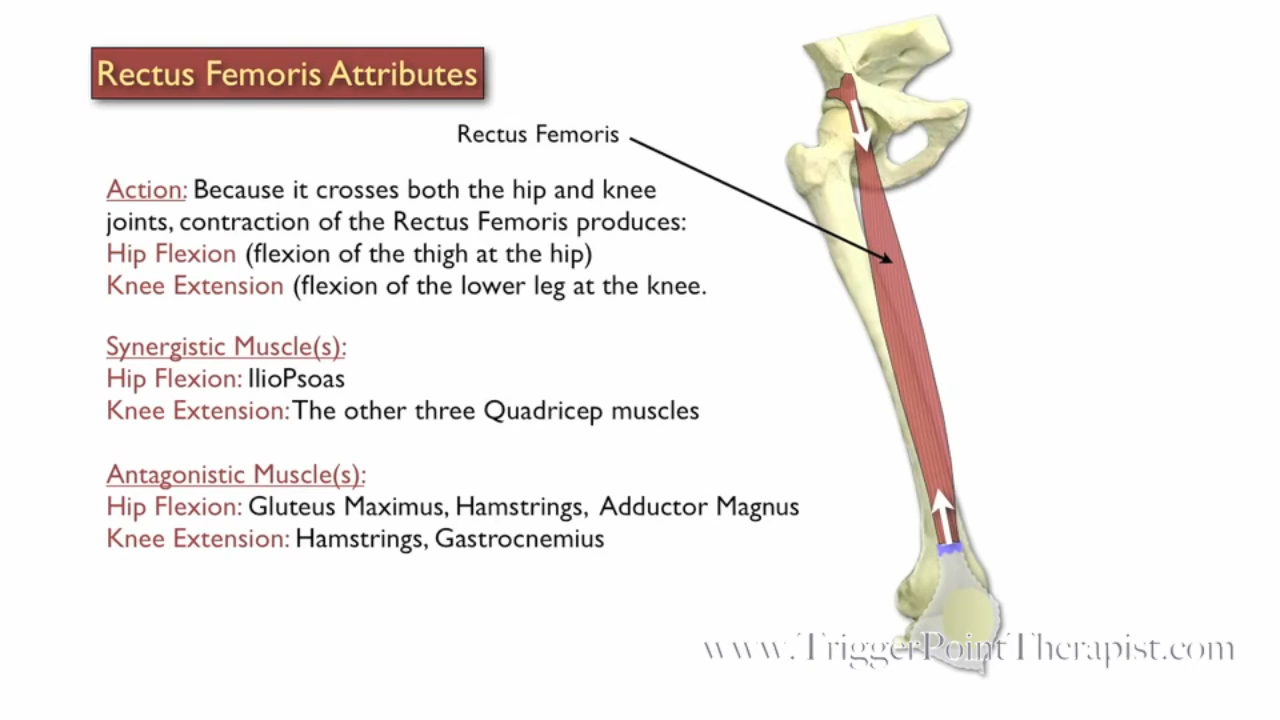 Rectus Femoris Attributes
Rectus Femoris
Action: Because it crosses both the hip and knee
joints, contraction of the Rectus Femoris produces:
Hip Flexion (flexion of the thigh at the hip)
Knee Extension (flexion of the lower leg at the knee.
Synergistic Muscle(s):
Hip Flexion: IlioPsoas
Knee Extension: The other three Quadricep muscles
Antagonistic Muscle(s):
Hip Flexion: Gluteus Maximus, Hamstrings, Adductor Magnus
Knee Extension: Hamstrings, Gastrocnemius
www.TriggerPointTherapist.com